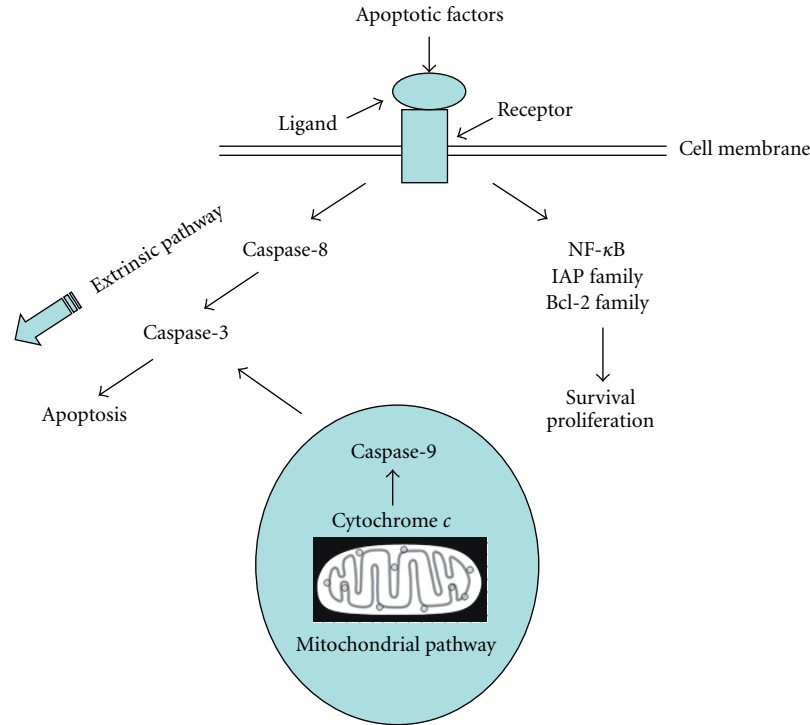 Apoptotic factors
Ligand
Receptor
Cell membrane
Extrinsic pathway
Caspase-8
NF-κB
IAP family
Bcl-2 family
Caspase-3
Apoptosis
Survival
proliferation
Caspase-9
Cytochrome c
Mitochondrial pathway